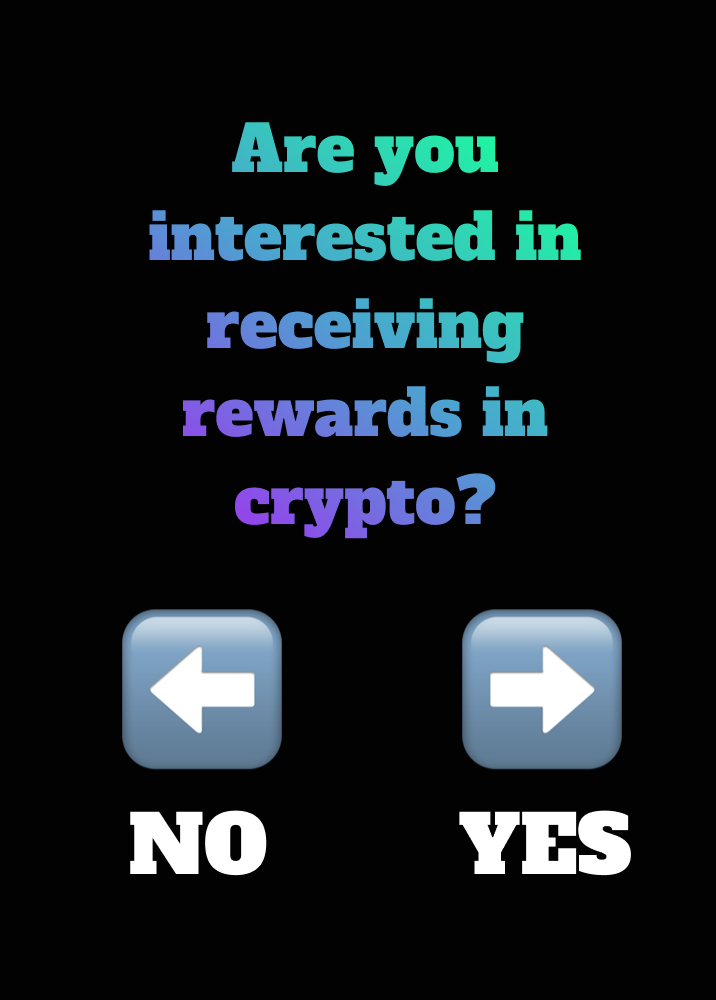 Are you
interested in
receiving
rewards in
crypto?
NO YES